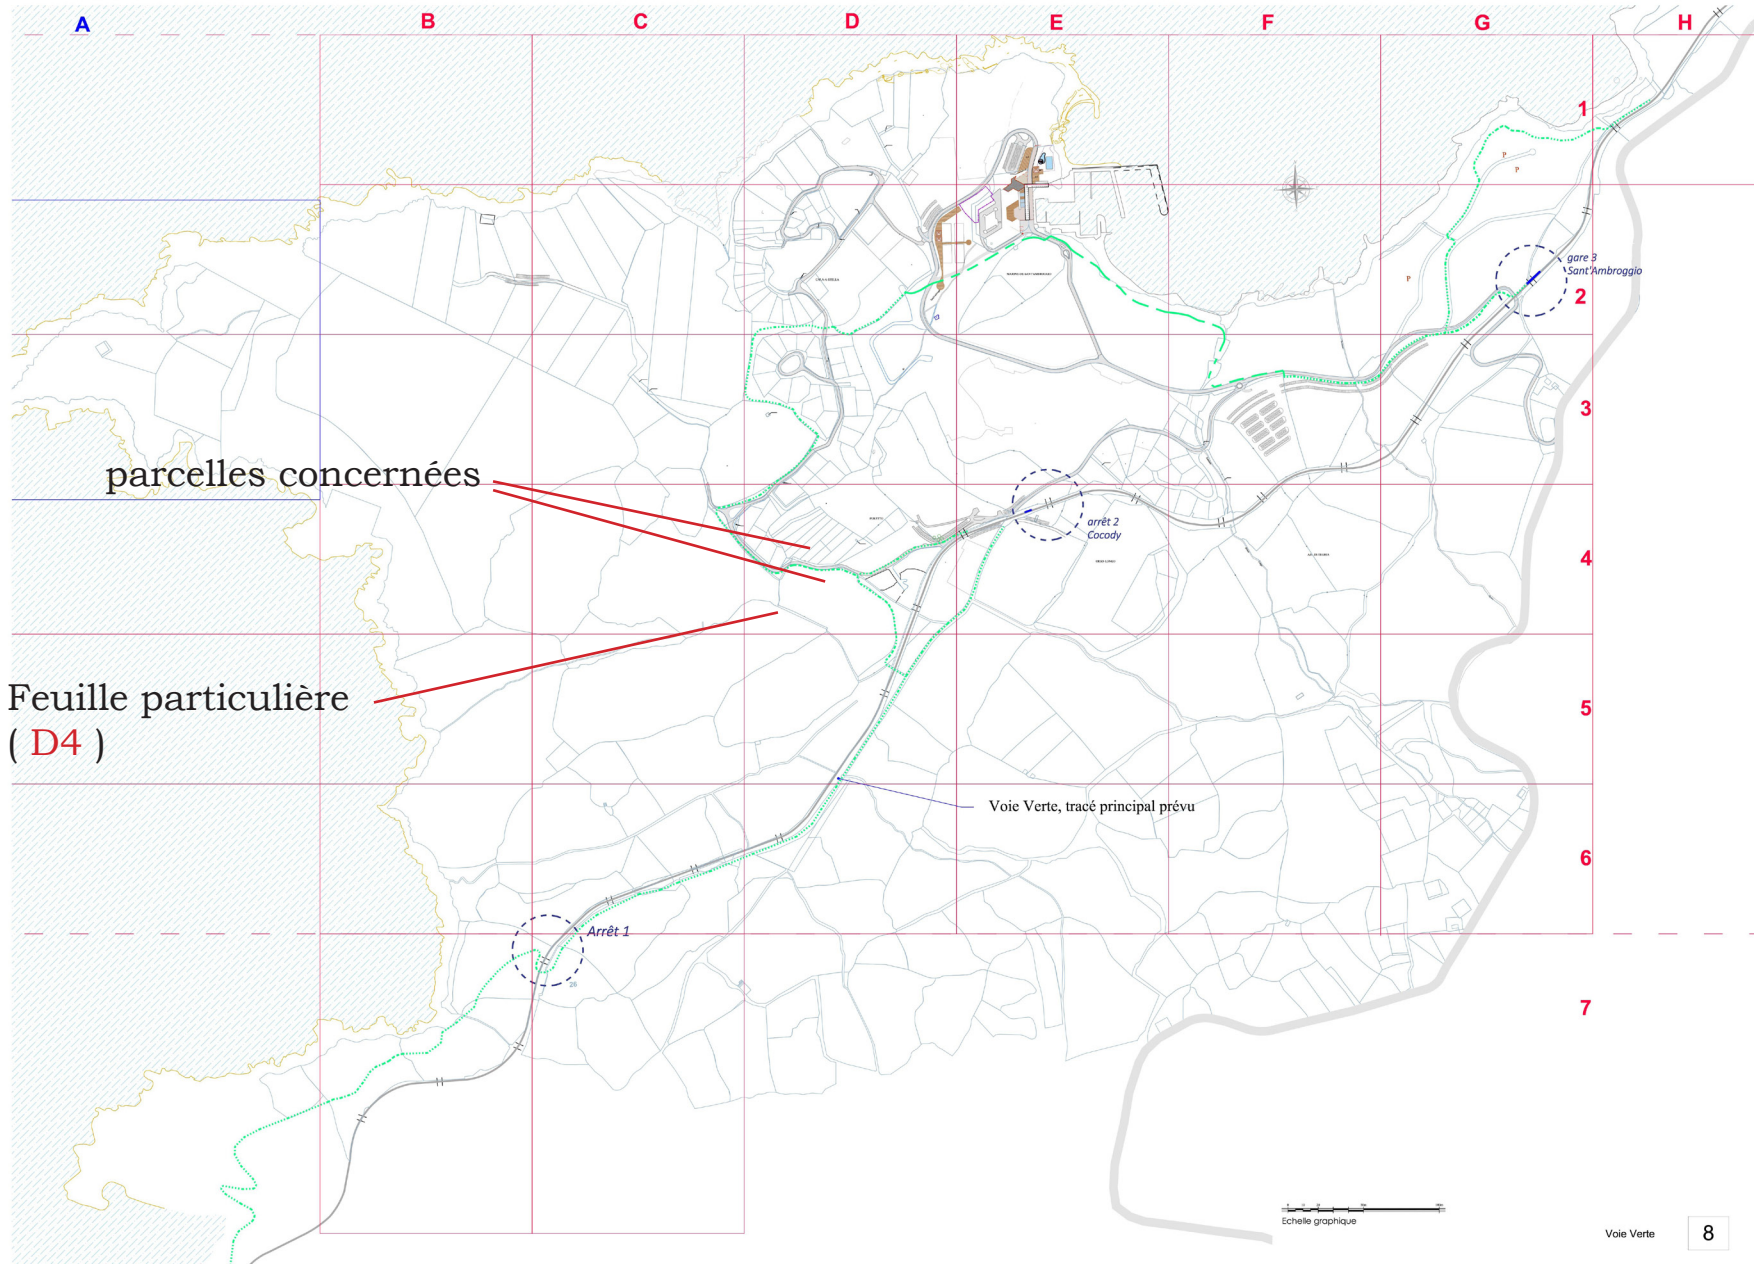 A B C D E F G H
1
gare 3
Sant'Ambroggio
2
3
parcelles concernées
arrêt 2
Cocody
4
Feuille particulière
( D4 )
5
Voie Verte, tracé principal prévu
6
Arrêt 1
26
7
P
P
P
Echelle graphique
Voie Verte 8